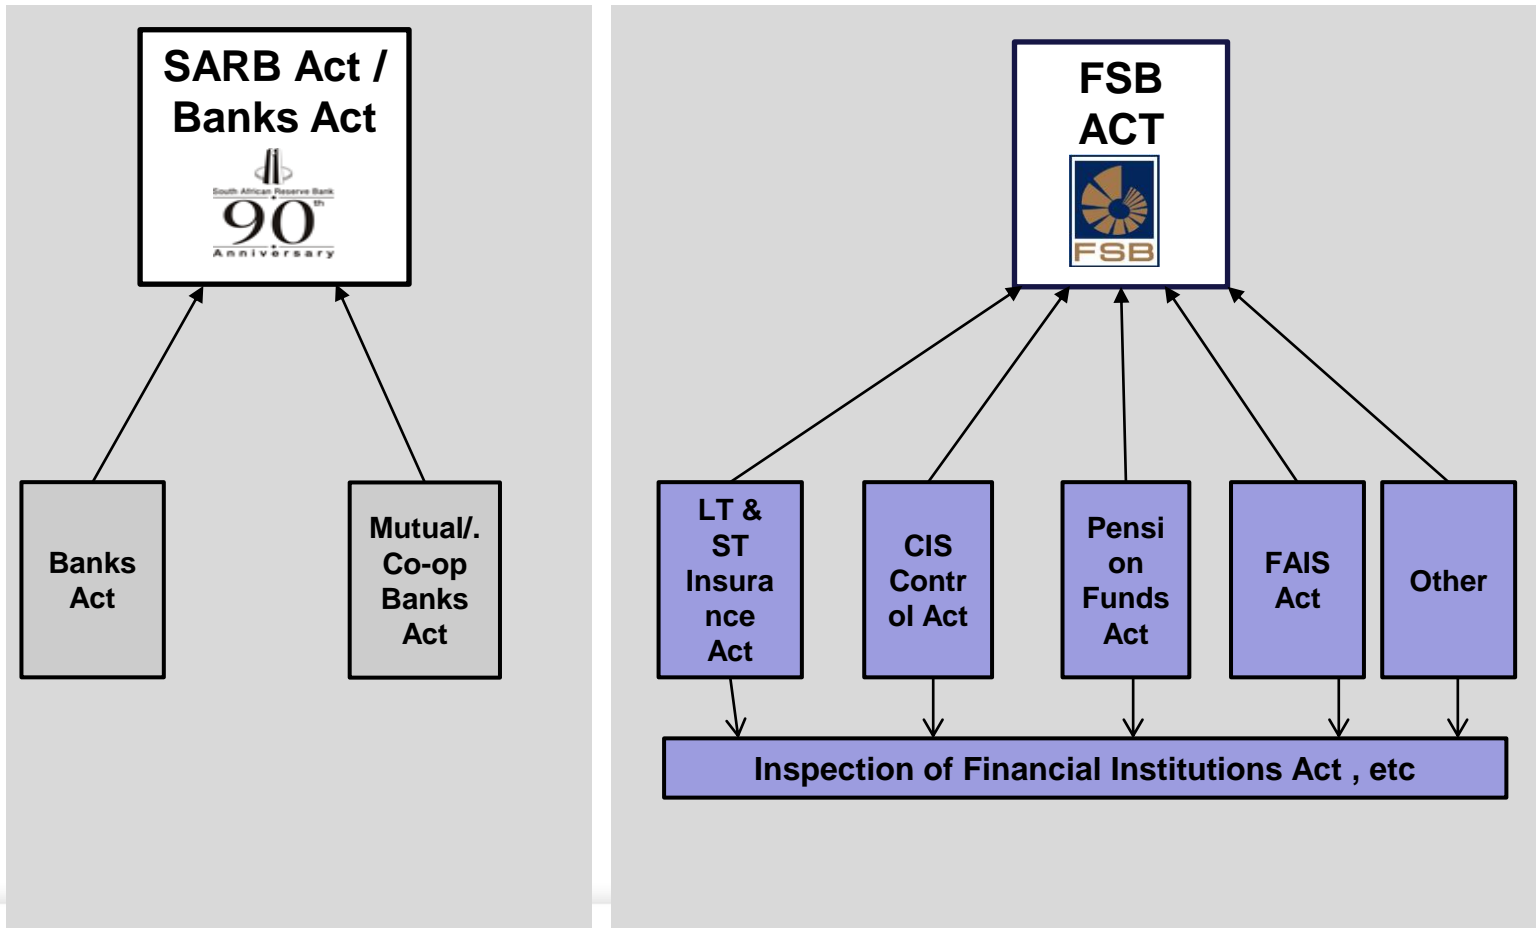 SARB Act /
Banks Act
South African Reserve Bank
90th
Anniversary
Banks
Act
Mutual/.
Co-op
Banks
Act
FSB
ACT
FSB
LT &
ST
Insura
nce
Act
CIS
Contr
ol Act
Pensi
on
Funds
Act
FAIS
Act
Other
Inspection of Financial Institutions Act , etc